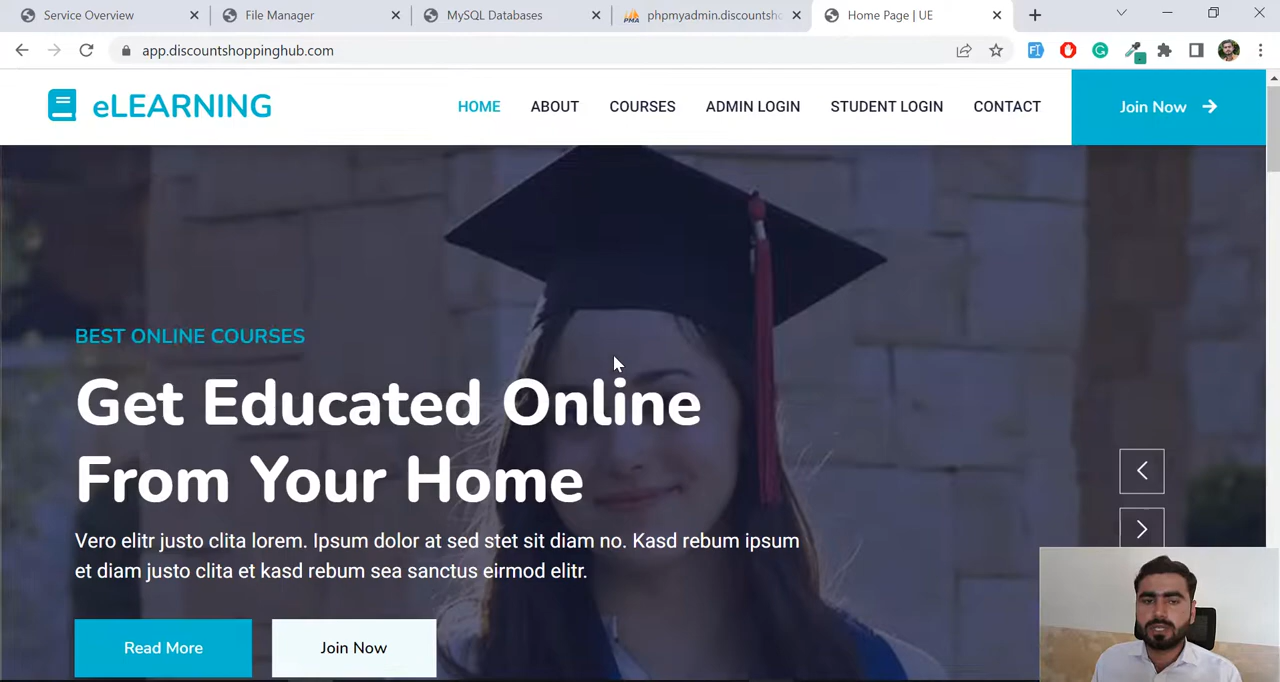 Service Overview
File Manager
MySQL Databases
PMA
phpmyadmin.discountsh
Home Page | UE
app.discountshoppinghub.com
eLEARNING
HOME
ABOUT
COURSES
ADMIN LOGIN
STUDENT LOGIN
CONTACT
Join Now
BEST ONLINE COURSES
Get Educated Online
From Your Home
Vero elitr justo clita lorem. Ipsum dolor at sed stet sit diam no. Kasd rebum ipsum
et diam justo clita et kasd rebum sea sanctus eirmod elitr.
Read More
Join Now